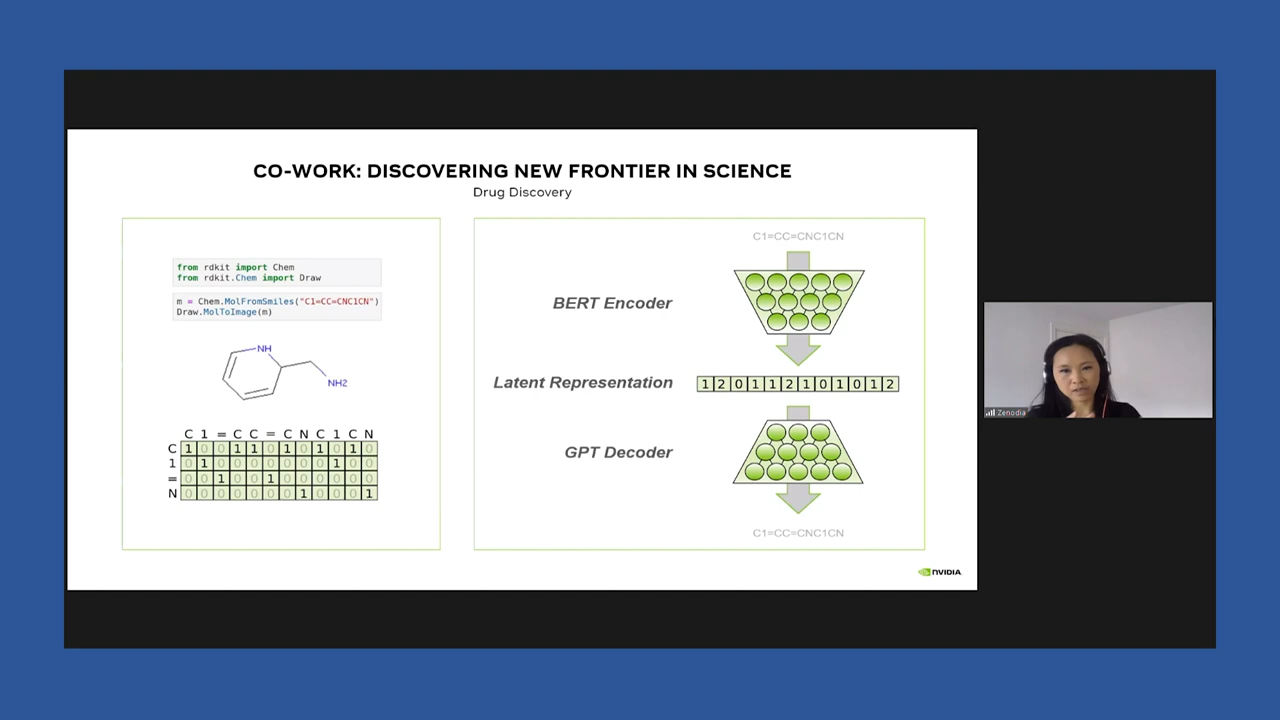 CO-WORK: DISCOVERING NEW FRONTIER IN SCIENCE
Drug Discovery
from rdkit import Chem
from rdkit.Chem import Draw
m = Chem.MolFromSmiles("C1=CC=CNC1CN")
Draw.MolToImage(m)
NH
NH2
C 1 = C C = C N C 1 C N
C 1 0 0 1 1 0 1 0 1 0 1 0
1 0 1 0 0 0 0 0 0 0 1 0 0
= 0 0 1 0 0 1 0 0 0 0 0 0
N 0 0 0 0 0 0 0 1 0 0 0 1
C1=CC=CNC1CN
BERT Encoder
Latent Representation
1 2 0 1 1 2 1 0 1 0 1 2
GPT Decoder
C1=CC=CNC1CN
NVIDIA
Zenodia